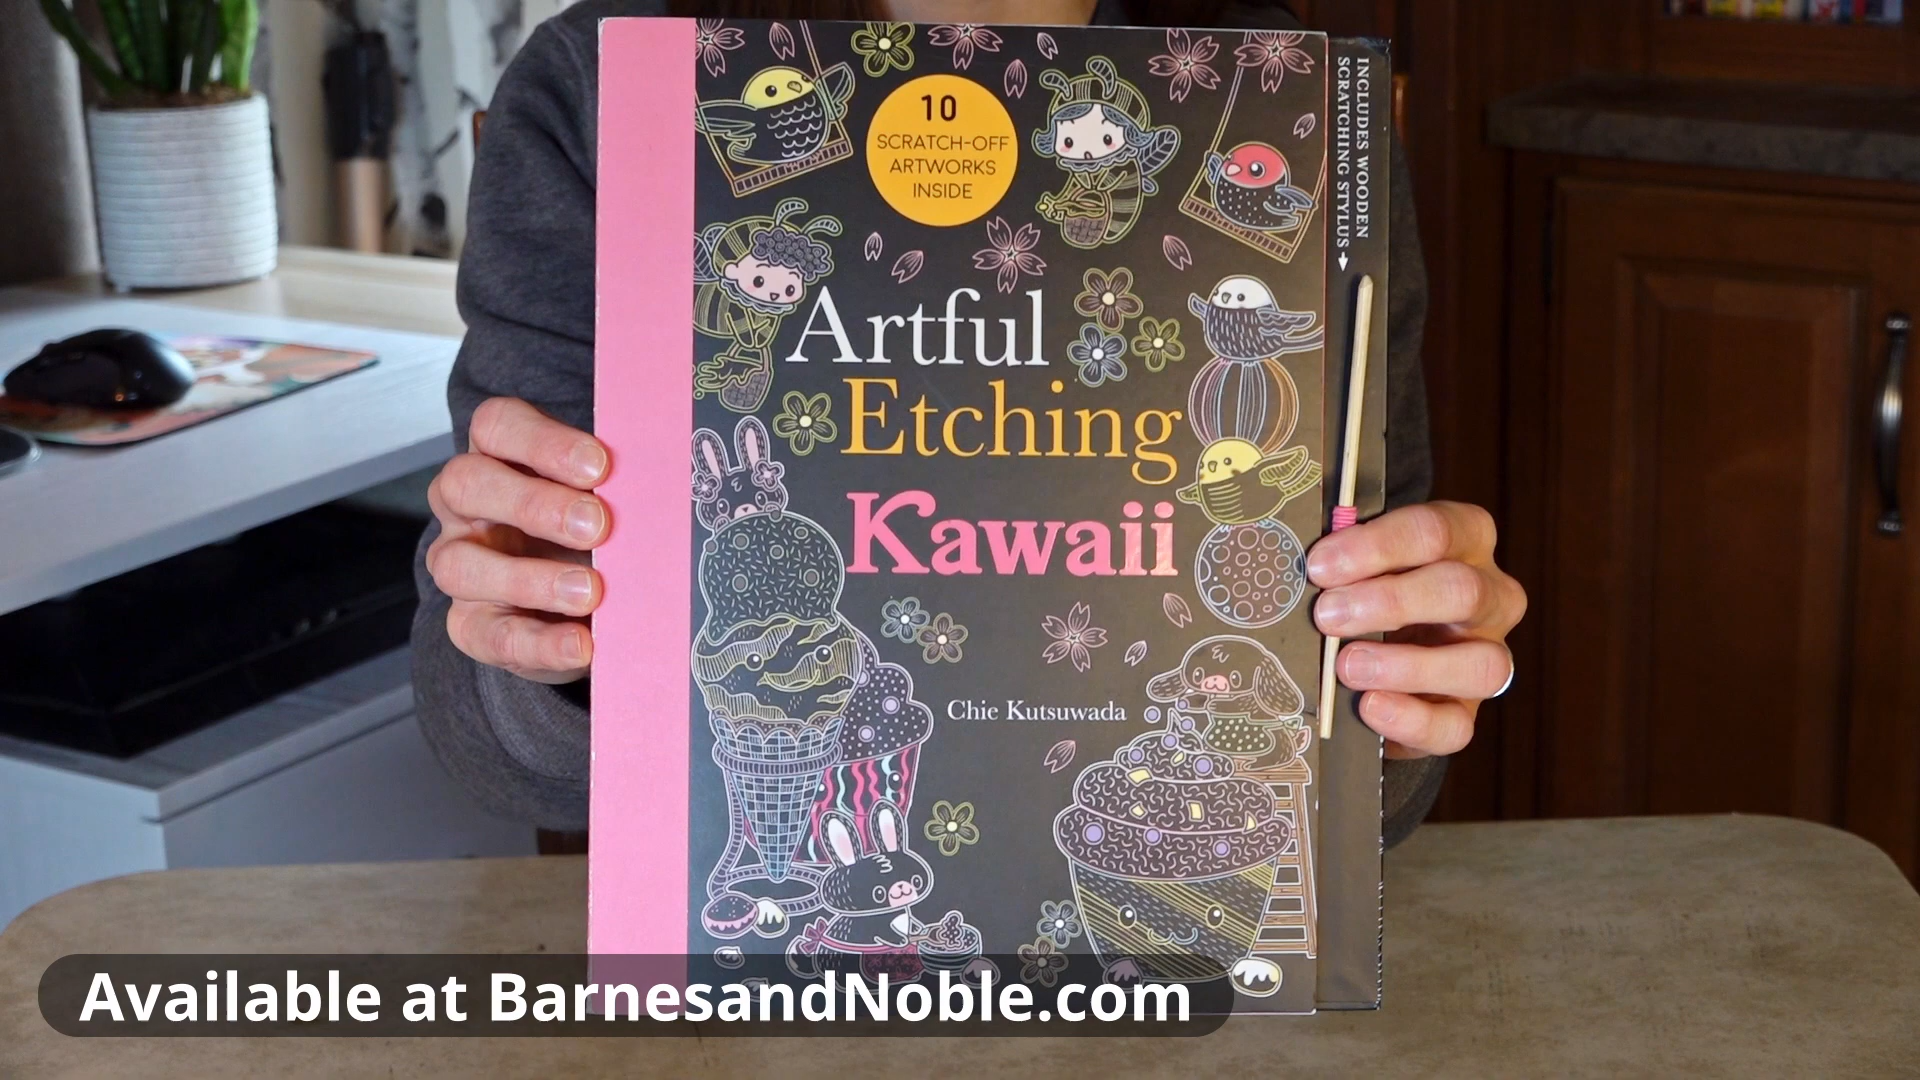 10
SCRATCH-OFF
ARTWORKS
INSIDE
INCLUDES WOODEN
SCRATCHING STYLUS
Artful
Etching
Kawaii
Chie Kutsuwada
Available at BarnesandNoble.com